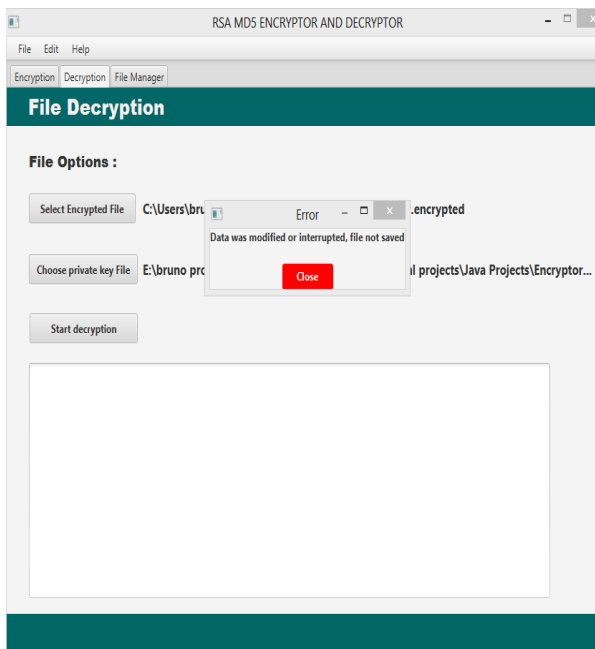 RSA MD5 ENCRYPTOR AND DECRYPTOR
File Edit Help
Encryption Decryption File Manager
File Decryption
File Options :
Select Encrypted File C:\Users\bru .encrypted
Error
Data was modified or interrupted, file not saved
Close
Choose private key File E:\bruno pro l projects\Java Projects\Encryptor...
Start decryption